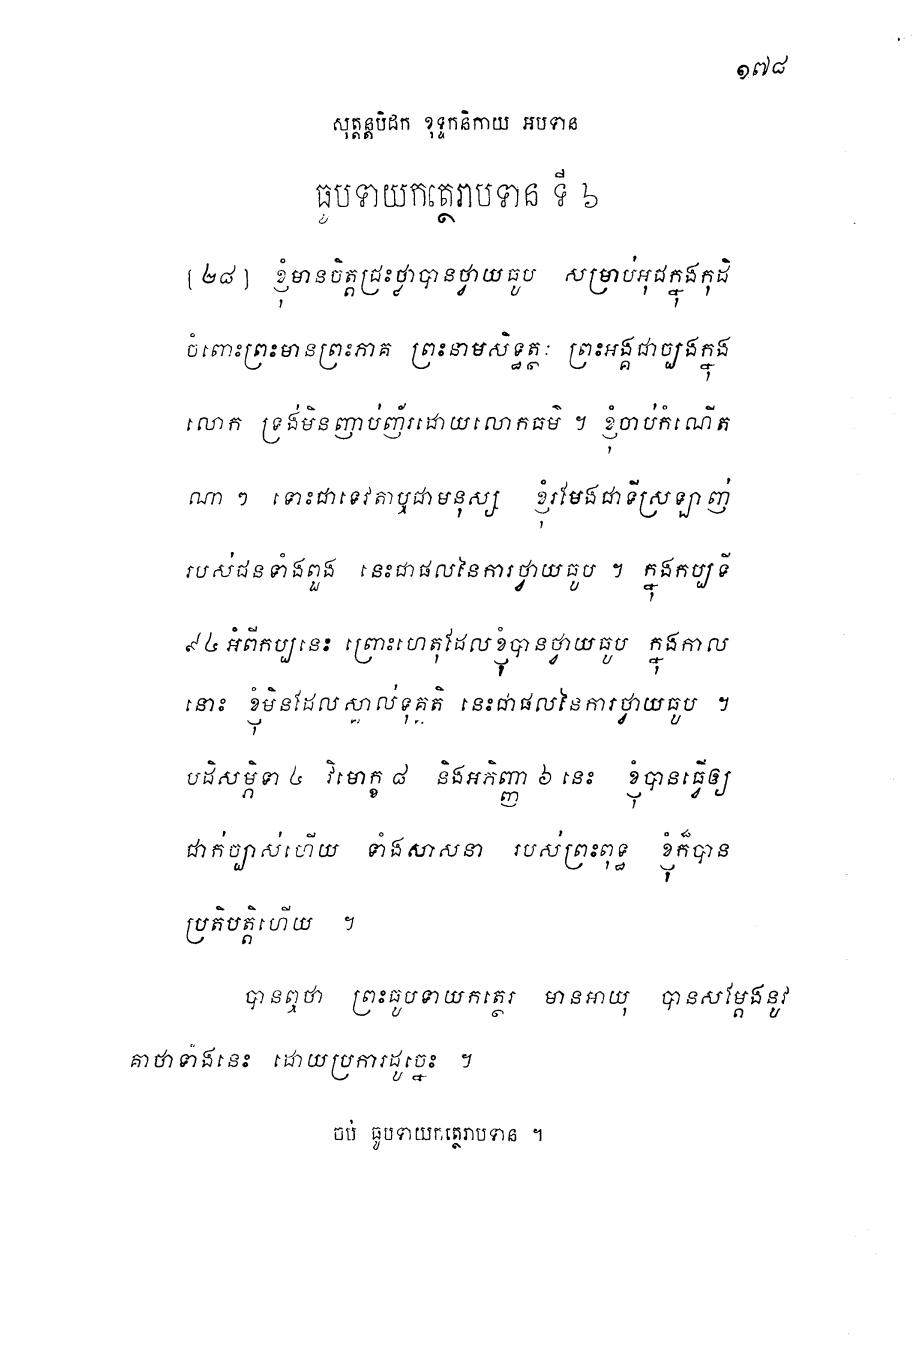 ១៧៨
សុត្តន្តបិដក ខុទ្ទកនិកាយ អបទាន
ធូបទាយកត្ថេរាបទាន ទី ៦
[២៨] ខ្ញុំមានចិត្តជ្រះថ្លាបានថ្វាយធូប សម្រាប់អុជក្នុងកុដិ
ចំពោះព្រះមានព្រះភាគ ព្រះនាមសិទ្ធត្ថៈ ព្រះអង្គជាច្បងក្នុង
លោក ទ្រង់មិនញាប់ញ័រដោយលោកធម៌ ។ ខ្ញុំចាប់កំណើត
ណា ៗ ទោះជាទេវតាឬជាមនុស្ស ខ្ញុំរមែងជាទីស្រឡាញ់
របស់ជនទាំងពួង នេះជាផលនៃការថ្វាយធូប ។ ក្នុងកប្បទី
៩៤ អំពីកប្បនេះ ព្រោះហេតុដែលខ្ញុំបានថ្វាយធូប ក្នុងកាល
នោះ ខ្ញុំមិនដែលស្គាល់ទុគ្គតិ នេះជាផលនៃការថ្វាយធូប ។
បដិសម្ភិទា ៤ វិមោក្ខ ៨ និងអភិញ្ញា ៦ នេះ ខ្ញុំបានធ្វើឲ្យ
ជាក់ច្បាស់ហើយ ទាំងសាសនា របស់ព្រះពុទ្ធ ខ្ញុំក៏បាន
ប្រតិបត្តិហើយ ។
បានឮថា ព្រះធូបទាយកត្ថេរ មានអាយុ បានសម្តែងនូវ
គាថាទាំងនេះ ដោយប្រការដូច្នេះ ។
ចប់ ធូបទាយកត្ថេរាបទាន ។